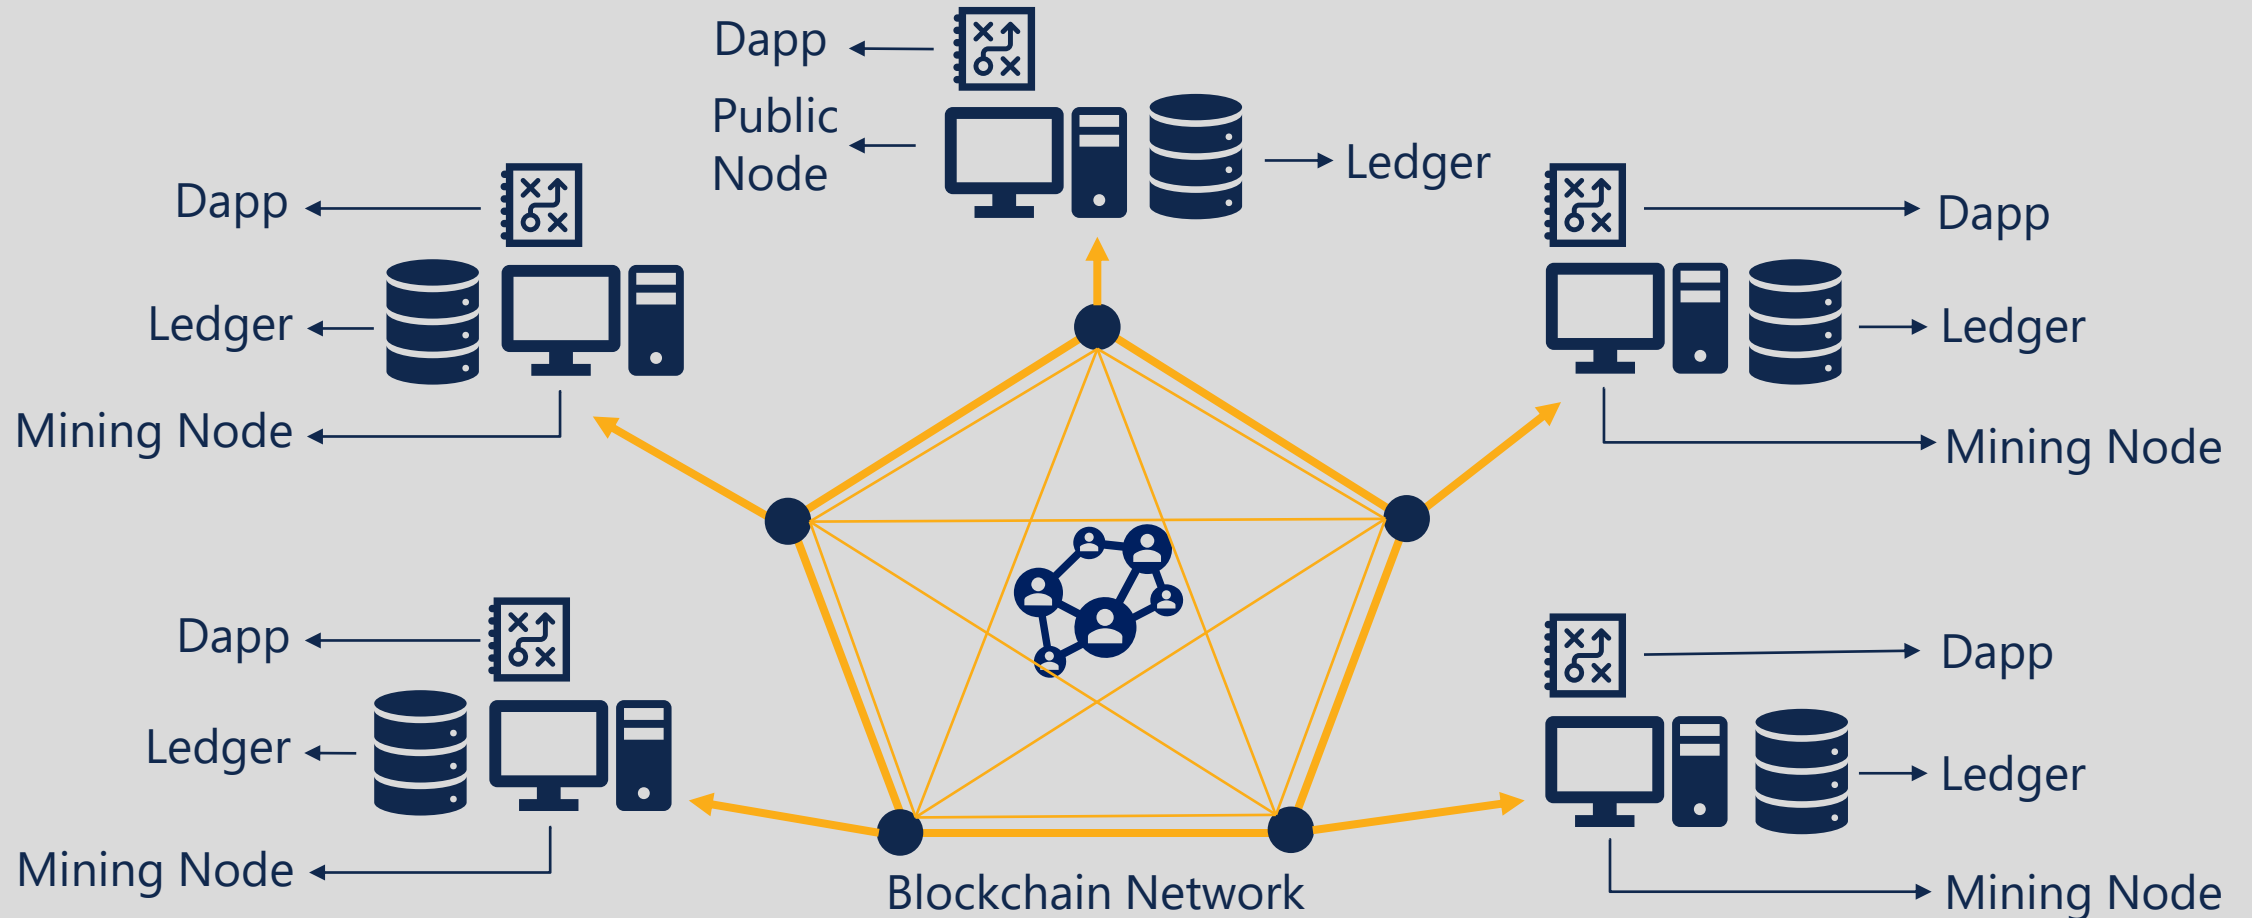 Dapp
Public
Node
Ledger
Dapp
Ledger
Mining Node
Dapp
Ledger
Mining Node
Dapp
Ledger
Mining Node
Dapp
Ledger
Mining Node
Blockchain Network